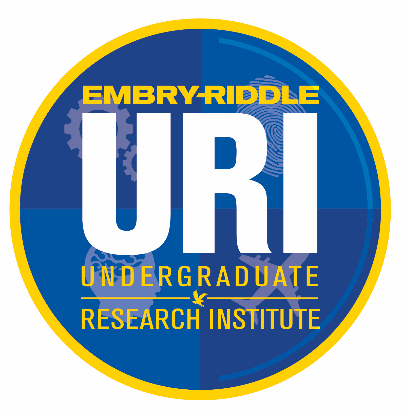 EMBRY-RIDDLE
URI
UNDERGRADUATE
RESEARCH INSTITUTE